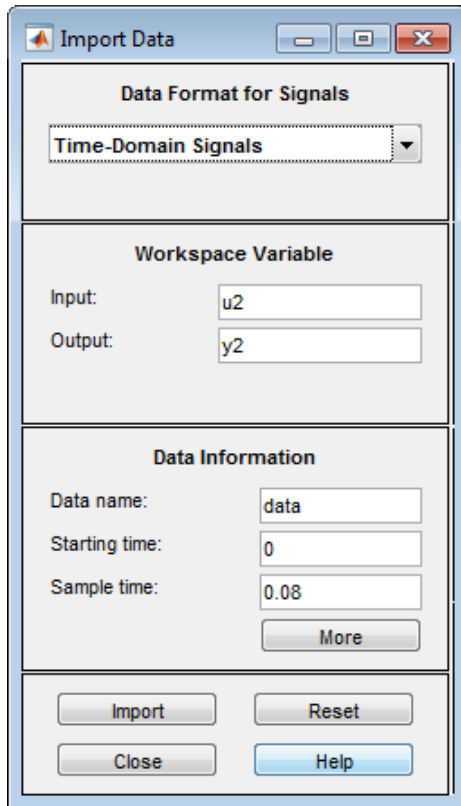 Import Data
Data Format for Signals
Time-Domain Signals
Workspace Variable
Input: u2
Output: y2
Data Information
Data name: data
Starting time: 0
Sample time: 0.08
More
Import Reset
Close Help